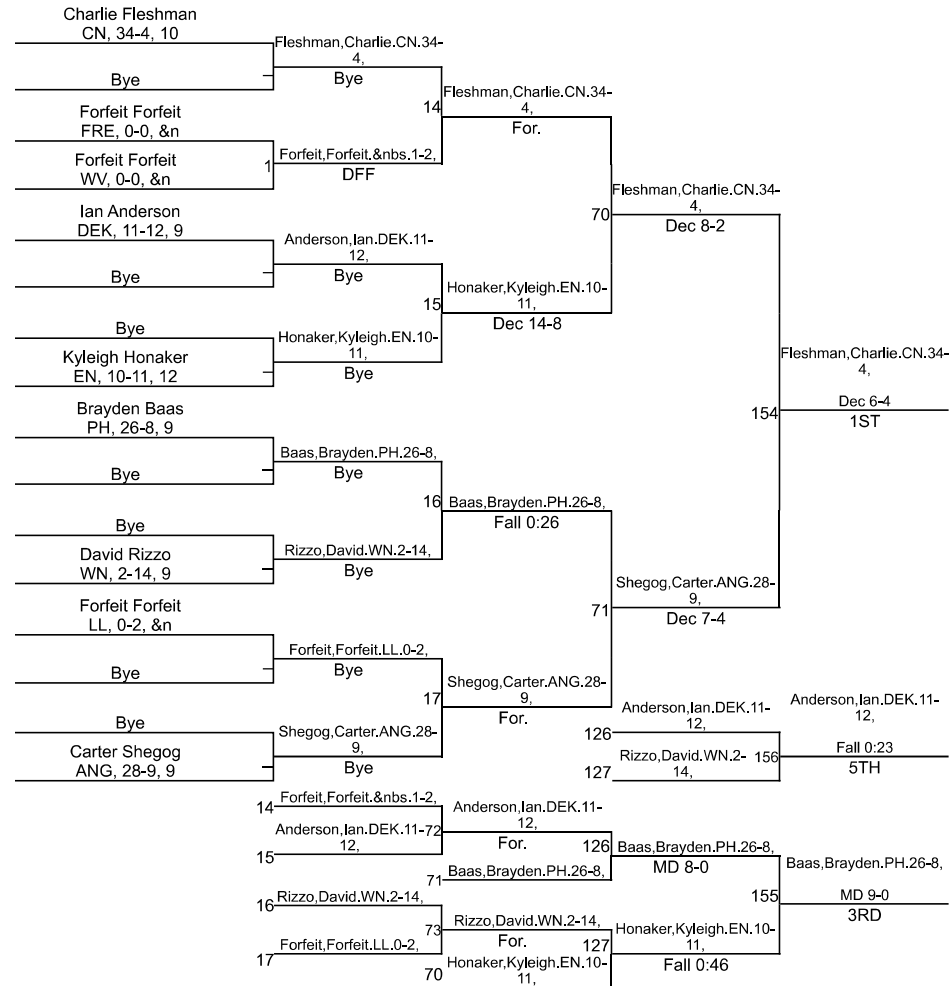 Charlie Fleshman
CN, 34-4, 10
Fleshman,Charlie.CN.34-
4,
Bye
Bye
Fleshman,Charlie.CN.34-
4,
14
For.
Forfeit Forfeit
FRE, 0-0, &n
Forfeit Forfeit
WV, 0-0, &n
1
Forfeit,Forfeit.&nbs.1-2,
DFF
Fleshman,Charlie.CN.34-
4,
70
Dec 8-2
Ian Anderson
DEK, 11-12, 9
Anderson,Ian.DEK.11-
12,
Bye
Bye
Honaker,Kyleigh.EN.10-
11,
15
Dec 14-8
Bye
Honaker,Kyleigh.EN.10-
11,
Bye
Kyleigh Honaker
EN, 10-11, 12
Fleshman,Charlie.CN.34-
4,
Dec 6-4
154
1ST
Brayden Baas
PH, 26-8, 9
Baas,Brayden.PH.26-8,
Bye
Bye
16
Baas,Brayden.PH.26-8,
Fall 0:26
Bye
David Rizzo
WN, 2-14, 9
Rizzo,David.WN.2-14,
Bye
Shegog,Carter.ANG.28-
9,
71
Dec 7-4
Forfeit Forfeit
LL, 0-2, &n
Forfeit,Forfeit.LL.0-2,
Bye
Bye
Shegog,Carter.ANG.28-
9,
17
For.
Bye
Shegog,Carter.ANG.28-
9,
Bye
Carter Shegog
ANG, 28-9, 9
Anderson,Ian.DEK.11-
12,
126
Rizzo,David.WN.2-
14,
127
156
Anderson,Ian.DEK.11-
12,
Fall 0:23
5TH
14
Forfeit,Forfeit.&nbs.1-2,
Anderson,Ian.DEK.11-
12,
15
72
Anderson,Ian.DEK.11-
12,
For.
126
Baas,Brayden.PH.26-8,
MD 8-0
71
Baas,Brayden.PH.26-8,
155
Baas,Brayden.PH.26-8,
MD 9-0
3RD
16
Rizzo,David.WN.2-14,
73
Rizzo,David.WN.2-14,
For.
127
Honaker,Kyleigh.EN.10-
11,
Fall 0:46
17
Forfeit,Forfeit.LL.0-2,
70
Honaker,Kyleigh.EN.10-
11,